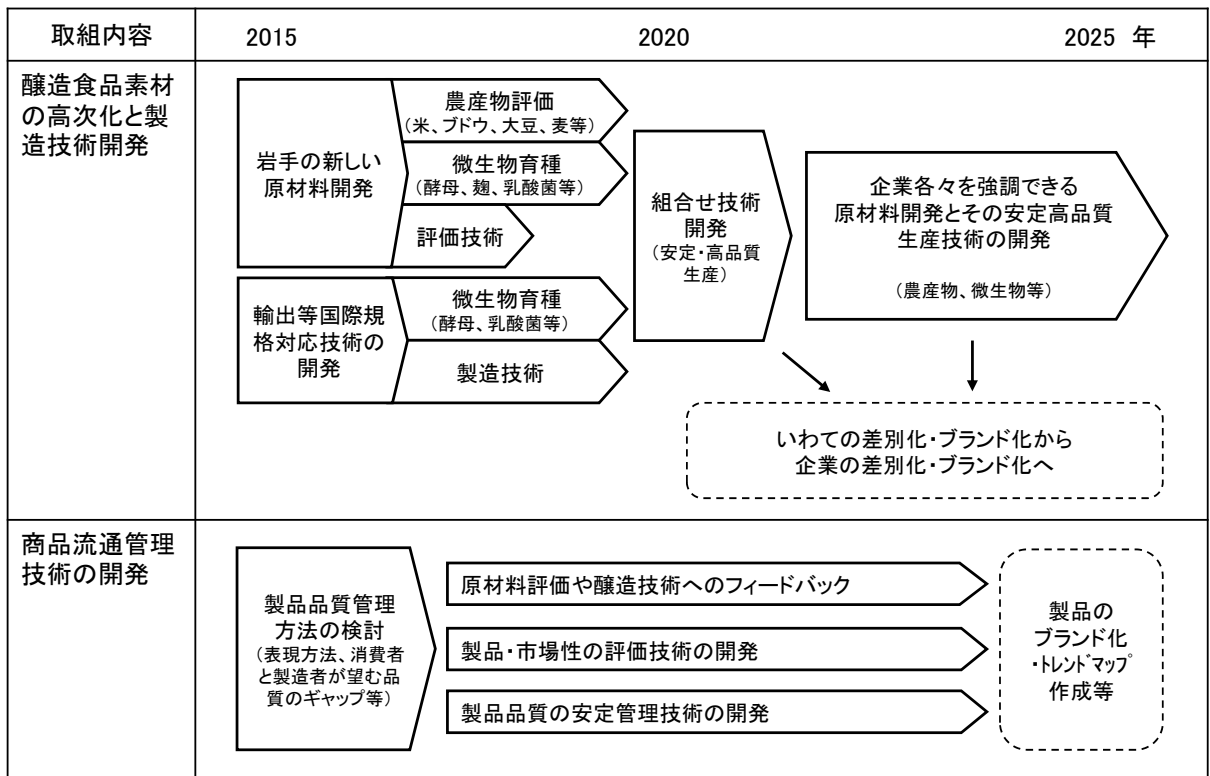 取組内容
2015
2020
2025 年
醸造食品素材
の高次化と製
造技術開発
岩手の新しい
原材料開発
農産物評価
(米、ブドウ、大豆、麦等)
微生物育種
(酵母、麹、乳酸菌等)
評価技術
輸出等国際規
格対応技術の
開発
微生物育種
(酵母、乳酸菌等)
製造技術
組合せ技術
開発
(安定・高品質
生産)
企業各々を強調できる
原材料開発とその安定高品質
生産技術の開発
(農産物、微生物等)
いわての差別化・ブランド化から
企業の差別化・ブランド化へ
商品流通管理
技術の開発
製品品質管理
方法の検討
(表現方法、消費者
と製造者が望む品
質のギャップ等)
原材料評価や醸造技術へのフィードバック
製品・市場性の評価技術の開発
製品品質の安定管理技術の開発
製品の
ブランド化
・ﾄﾚﾝﾄﾞﾏｯﾌﾟ
作成等